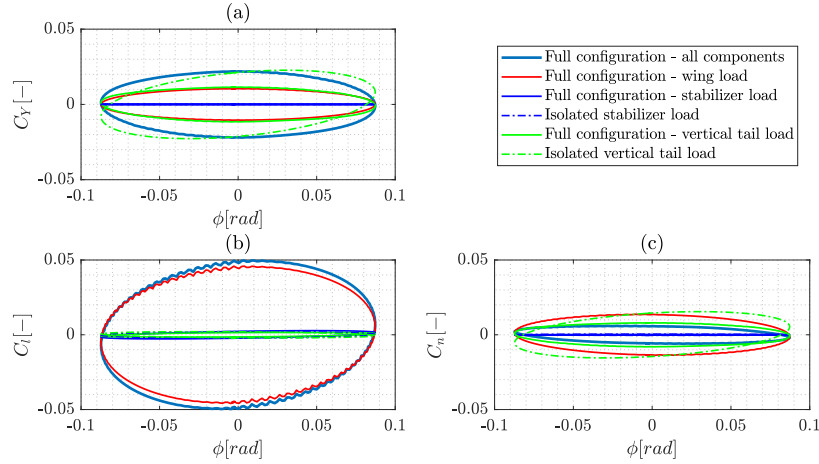 (a)
0.05
0
-0.05
C_Y[−]
-0.1
-0.05
0
0.05
0.1
ϕ[rad]
Full configuration - all components
Full configuration - wing load
Full configuration - stabilizer load
Isolated stabilizer load
Full configuration - vertical tail load
Isolated vertical tail load
(b)
0.05
0
-0.05
C_l[−]
-0.1
-0.05
0
0.05
0.1
ϕ[rad]
(c)
0.05
0
-0.05
C_n[−]
-0.1
-0.05
0
0.05
0.1
ϕ[rad]